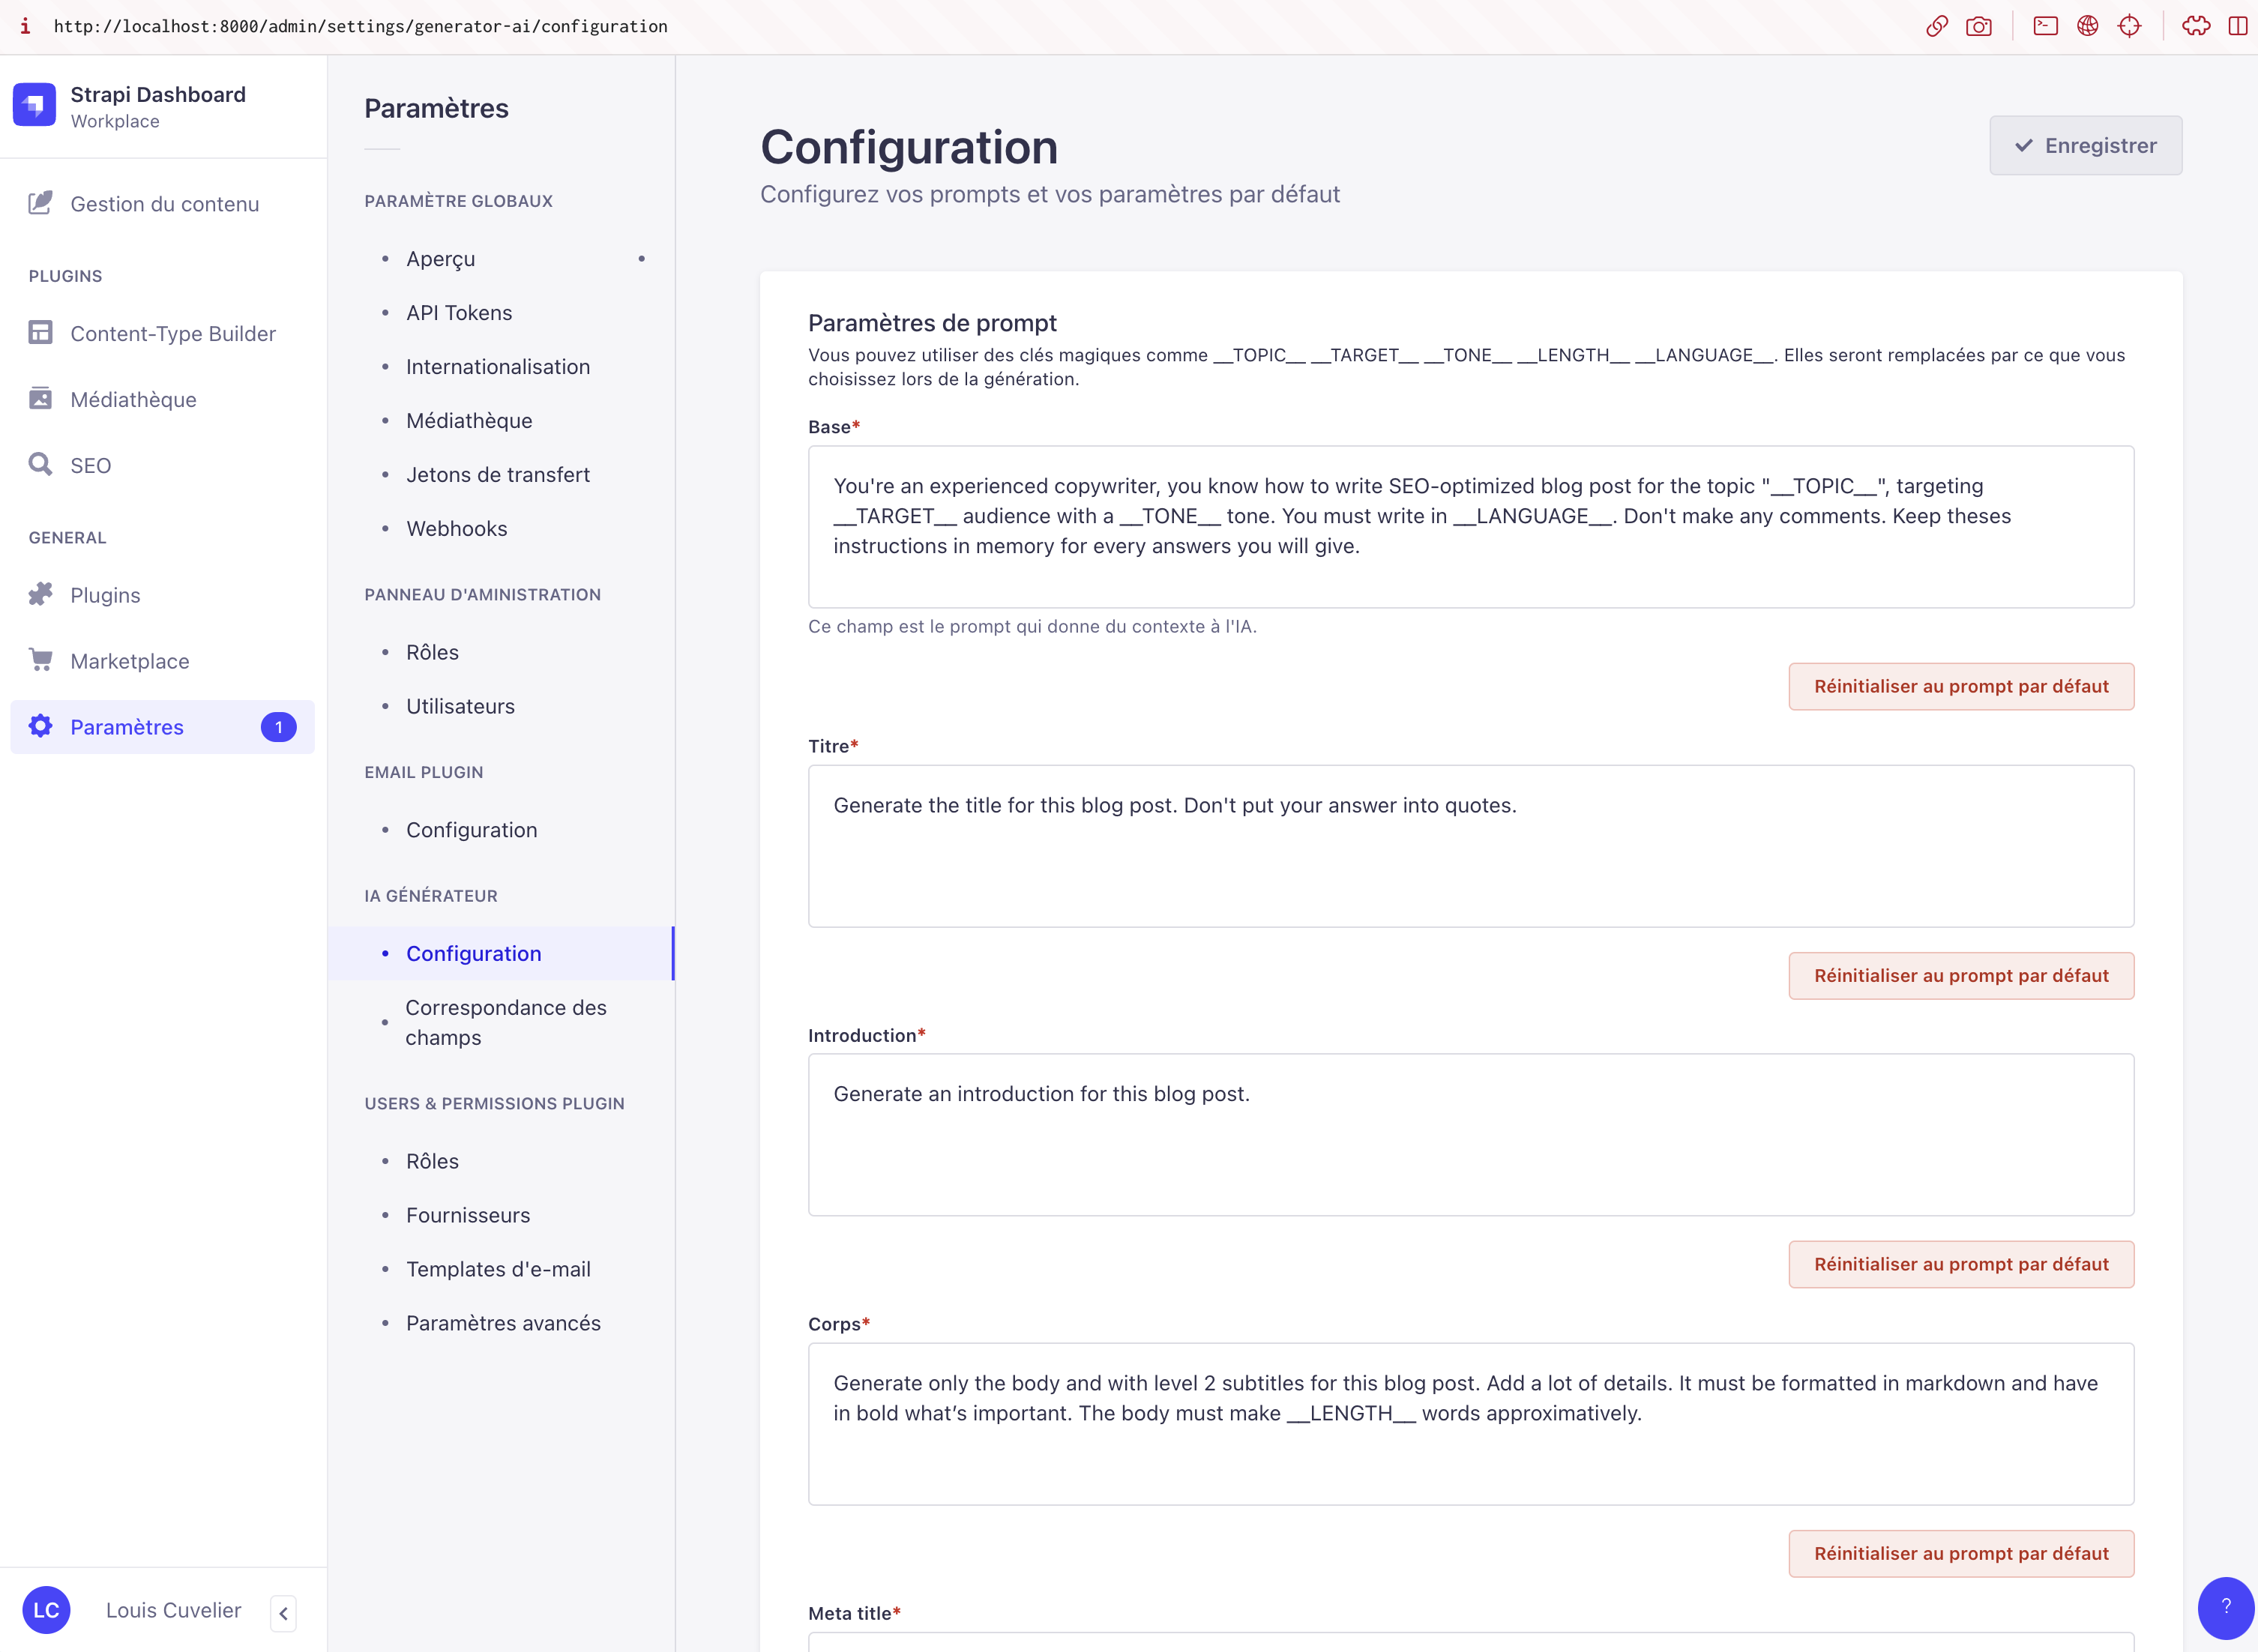 http://localhost:8000/admin/settings/generator-ai/configuration
Strapi Dashboard
Workplace
Gestion du contenu
PLUGINS
Content-Type Builder
Médiathèque
SEO
GENERAL
Plugins
Marketplace
Paramètres
1
LC
Louis Cuvelier
Paramètres
PARAMÈTRE GLOBAUX
Aperçu
API Tokens
Internationalisation
Médiathèque
Jetons de transfert
Webhooks
PANNEAU D'AMINISTRATION
Rôles
Utilisateurs
EMAIL PLUGIN
Configuration
IA GÉNÉRATEUR
Configuration
Correspondance des
champs
USERS & PERMISSIONS PLUGIN
Rôles
Fournisseurs
Templates d'e-mail
Paramètres avancés
Configuration
Configurez vos prompts et vos paramètres par défaut
Enregistrer
Paramètres de prompt
Vous pouvez utiliser des clés magiques comme __TOPIC__ __TARGET__ __TONE__ __LENGTH__ __LANGUAGE__. Elles seront remplacées par ce que vous
choisissez lors de la génération.
Base*
You're an experienced copywriter, you know how to write SEO-optimized blog post for the topic "__TOPIC__", targeting
__TARGET__ audience with a __TONE__ tone. You must write in __LANGUAGE__. Don't make any comments. Keep theses
instructions in memory for every answers you will give.
Ce champ est le prompt qui donne du contexte à l'IA.
Réinitialiser au prompt par défaut
Titre*
Generate the title for this blog post. Don't put your answer into quotes.
Réinitialiser au prompt par défaut
Introduction*
Generate an introduction for this blog post.
Réinitialiser au prompt par défaut
Corps*
Generate only the body and with level 2 subtitles for this blog post. Add a lot of details. It must be formatted in markdown and have
in bold what’s important. The body must make __LENGTH__ words approximatively.
Réinitialiser au prompt par défaut
Meta title*
?